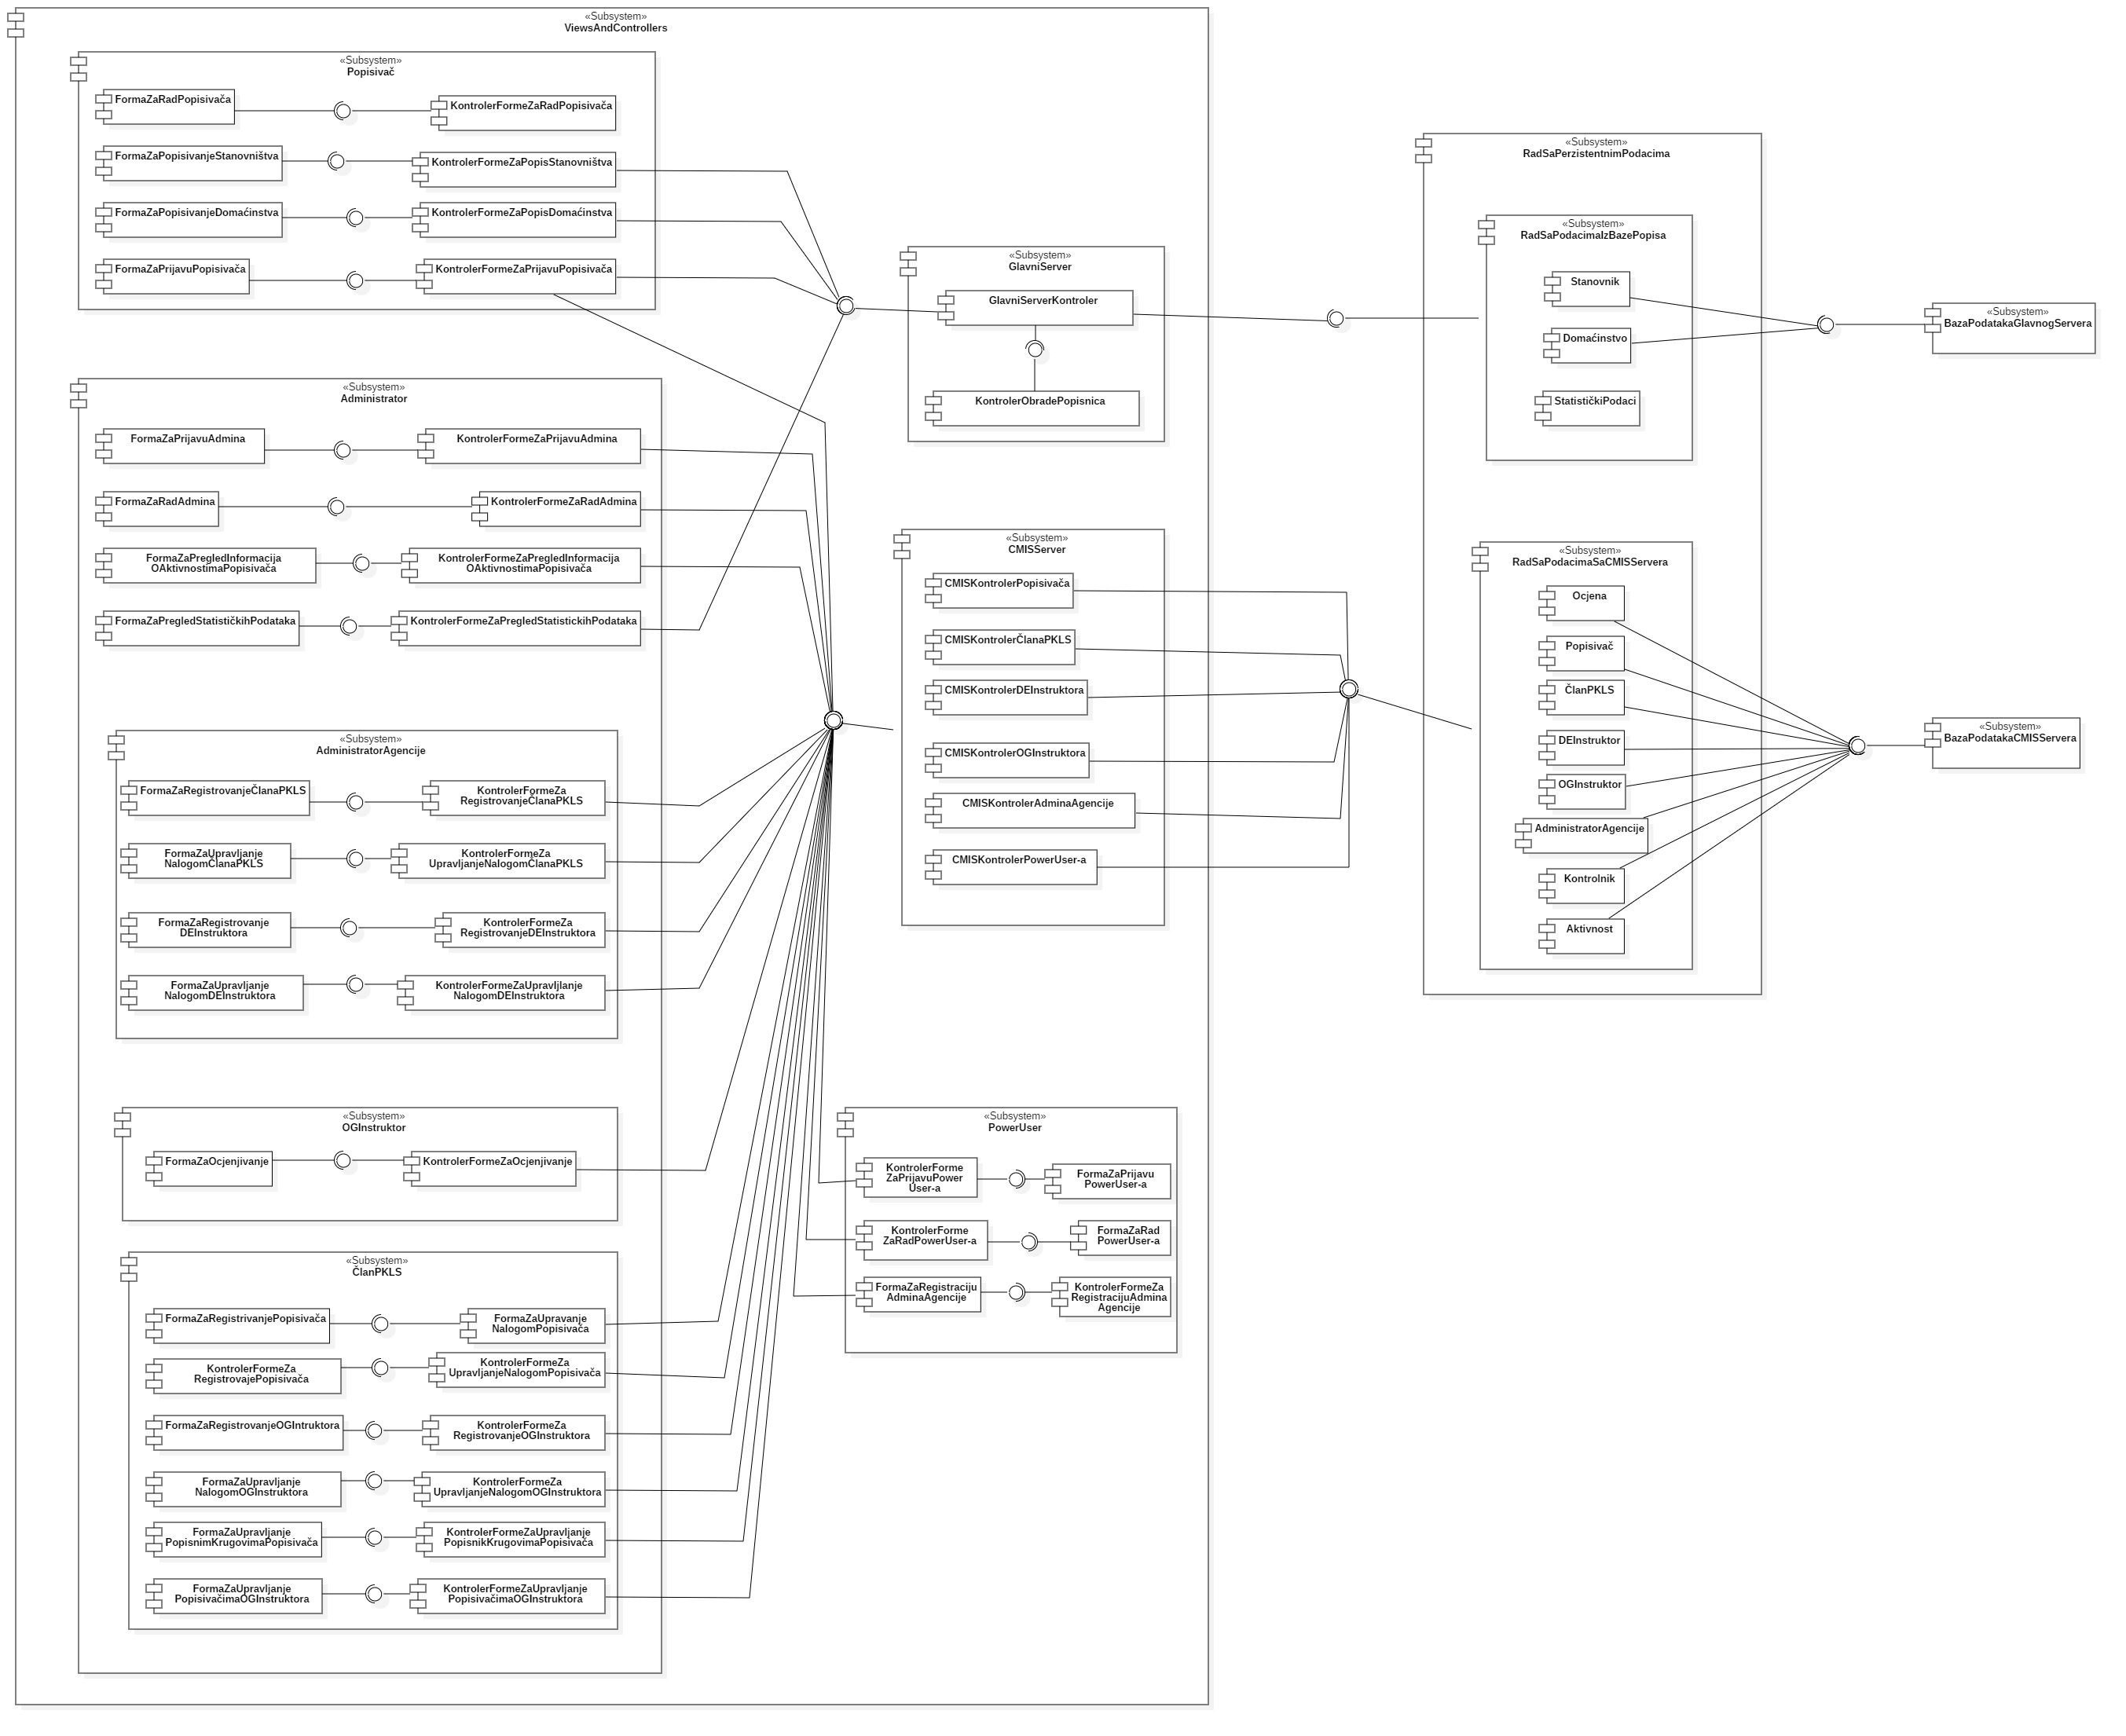 «Subsystem»
ViewsAndControllers
«Subsystem»
Popisivač
FormaZaRadPopisivača
KontrolerFormeZaRadPopisivača
FormaZaPopisivanjeStanovništva
KontrolerFormeZaPopisStanovništva
FormaZaPopisivanjeDomaćinstva
KontrolerFormeZaPopisDomaćinstva
FormaZaPrijavuPopisivača
KontrolerFormeZaPrijavuPopisivača
«Subsystem»
Administrator
FormaZaPrijavuAdmina
KontrolerFormeZaPrijavuAdmina
FormaZaRadAdmina
KontrolerFormeZaRadAdmina
FormaZaPregledInformacija
OAktivnostimaPopisivača
KontrolerFormeZaPregledInformacija
OAktivnostimaPopisivača
FormaZaPregledStatističkihPodataka
KontrolerFormeZaPregledStatistickihPodataka
«Subsystem»
AdministratorAgencije
FormaZaRegistrovanjeČlanaPKLS
KontrolerFormeZa
RegistrovanjeČlanaPKLS
FormaZaUpravljanje
NalogomČlanaPKLS
KontrolerFormeZa
UpravljanjeNalogomČlanaPKLS
FormaZaRegistrovanje
DEInstruktora
KontrolerFormeZa
RegistrovanjeDEInstruktora
FormaZaUpravljanje
NalogomDEInstruktora
KontrolerFormeZaUpravljlanje
NalogomDEInstruktora
«Subsystem»
OGInstruktor
FormaZaOcjenjivanje
KontrolerFormeZaOcjenjivanje
«Subsystem»
ČlanPKLS
FormaZaRegistrivanjePopisivača
FormaZaUpravanje
NalogomPopisivača
KontrolerFormeZa
RegistrovajePopisivača
KontrolerFormeZa
UpravljanjeNalogomPopisivača
FormaZaRegistrovanjeOGIntruktora
KontrolerFormeZa
RegistrovanjeOGInstruktora
FormaZaUpravljanje
NalogomOGInstruktora
KontrolerFormeZa
UpravljanjeNalogomOGInstruktora
FormaZaUpravljanje
PopisnimKrugovimaPopisivača
KontrolerFormeZaUpravljanje
PopisnikKrugovimaPopisivača
FormaZaUpravljanje
PopisivačimaOGInstruktora
KontrolerFormeZaUpravljanje
PopisivačimaOGInstruktora
«Subsystem»
GlavniServer
GlavniServerKontroler
KontrolerObradePopisnica
«Subsystem»
CMISServer
CMISKontrolerPopisivača
CMISKontrolerČlanaPKLS
CMISKontrolerDEInstruktora
CMISKontrolerOGInstruktora
CMISKontrolerAdminaAgencije
CMISKontrolerPowerUser-a
«Subsystem»
PowerUser
KontrolerForme
ZaPrijavuPower
User-a
FormaZaPrijavu
PowerUser-a
KontrolerForme
ZaRadPowerUser-a
FormaZaRad
PowerUser-a
FormaZaRegistraciju
AdminaAgencije
KontrolerFormeZa
RegistracijuAdmina
Agencije
«Subsystem»
RadSaPerzistentnimPodacima
«Subsystem»
RadSaPodacimaIzBazePopisa
Stanovnik
Domaćinstvo
StatističkiPodaci
«Subsystem»
RadSaPodacimaSaCMISServera
Ocjena
Popisivač
ČlanPKLS
DEInstruktor
OGInstruktor
AdministratorAgencije
Kontrolnik
Aktivnost
«Subsystem»
BazaPodatakaGlavnogServera
«Subsystem»
BazaPodatakaCMISServera